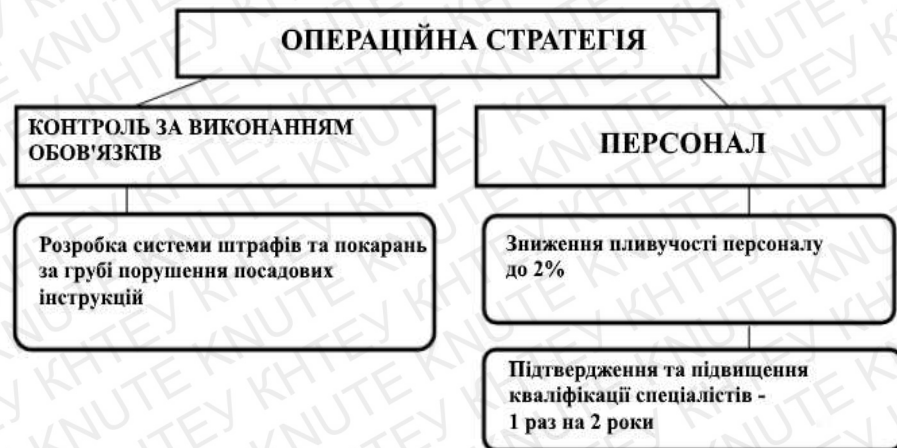 ОПЕРАЦІЙНА СТРАТЕГІЯ
КОНТРОЛЬ ЗА ВИКОНАННЯМ
ОБОВ'ЯЗКІВ
ПЕРСОНАЛ
Розробка системи штрафів та покарань
за грубі порушення посадових
інструкцій
Зниження пливучості персоналу
до 2%
Підтвердження та підвищення
кваліфікації спеціалістів -
1 раз на 2 роки